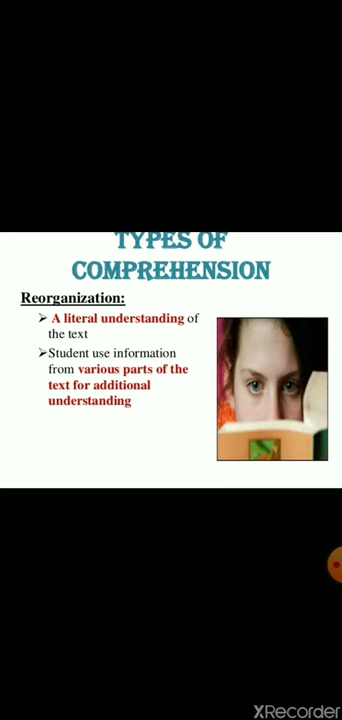 TYPES OF
COMPREHENSION
Reorganization:
➢ A literal understanding of
the text
➢Student use information
from various parts of the
text for additional
understanding
XRecorder